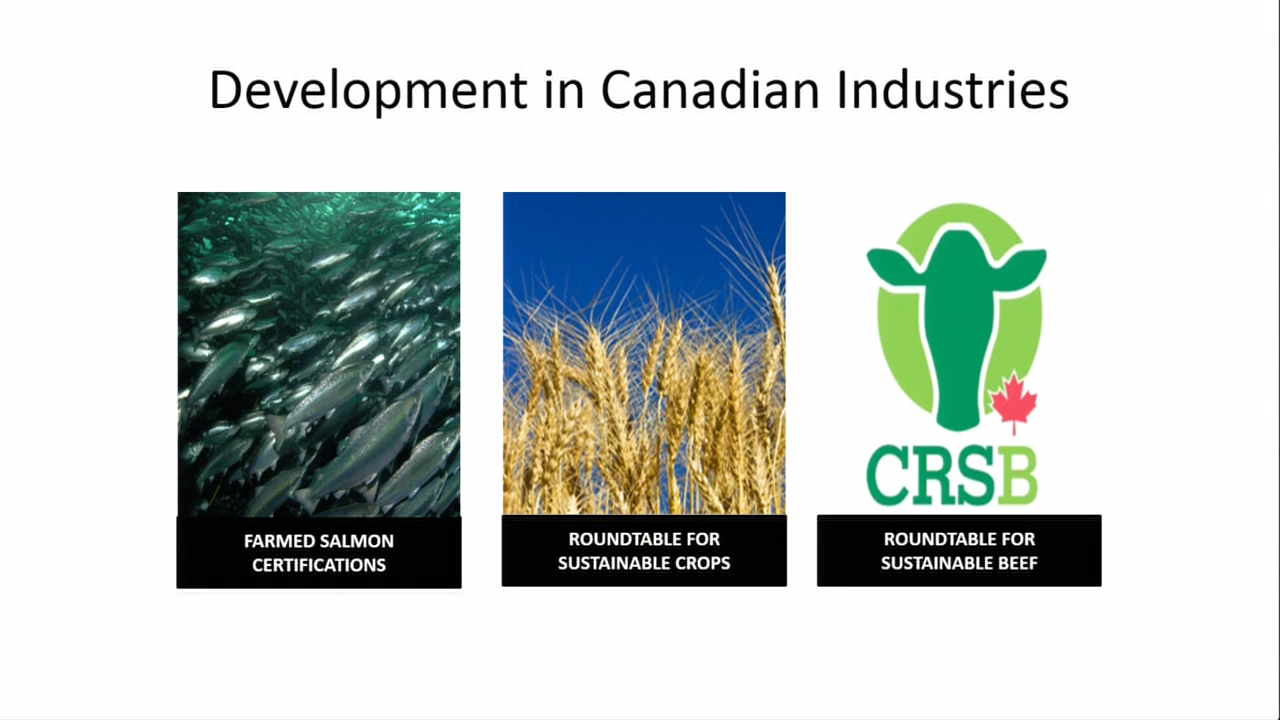 Development in Canadian Industries
CRSB
FARMED SALMON
CERTIFICATIONS
ROUNDTABLE FOR
SUSTAINABLE CROPS
ROUNDTABLE FOR
SUSTAINABLE BEEF